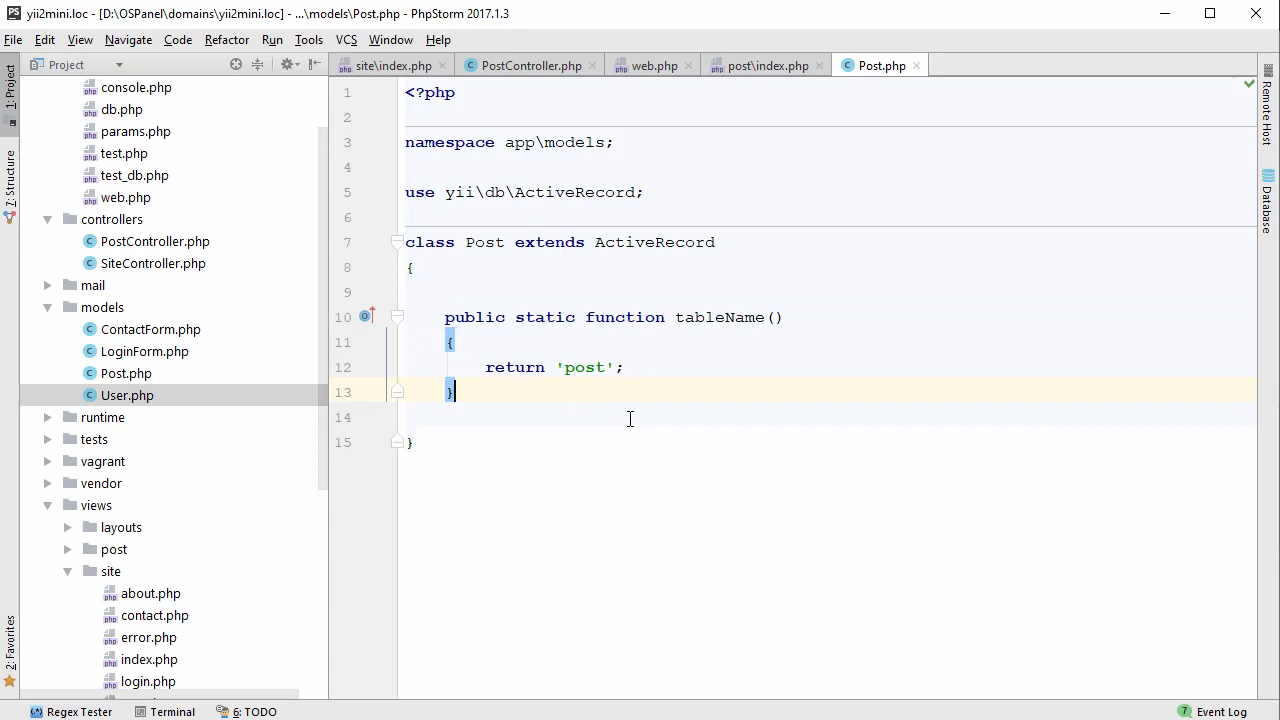 PS yii2mini.loc - [D:\OSPanel\domains\yii2mini.loc] - ...\models\Post.php - PhpStorm 2017.1.3
File Edit View Navigate Code Refactor Run Tools VCS Window Help
Project
site\index.php
PostController.php
web.php
post\index.php
Post.php
1: Project
7: Structure
2: Favorites
console.php
db.php
params.php
test.php
test_db.php
web.php
controllers
PostController.php
SiteController.php
mail
models
ContactForm.php
LoginForm.php
Post.php
User.php
runtime
tests
vagrant
vendor
views
layouts
post
site
about.php
contact.php
error.php
index.php
login.php
1 <?php
2
3 namespace app\models;
4
5 use yii\db\ActiveRecord;
6
7 class Post extends ActiveRecord
8 {
9
10 public static function tableName()
11 {
12 return 'post';
13 }
14
15 }
Remote Host
Database
Regex Tester
Terminal
6: TODO
7 Event Log